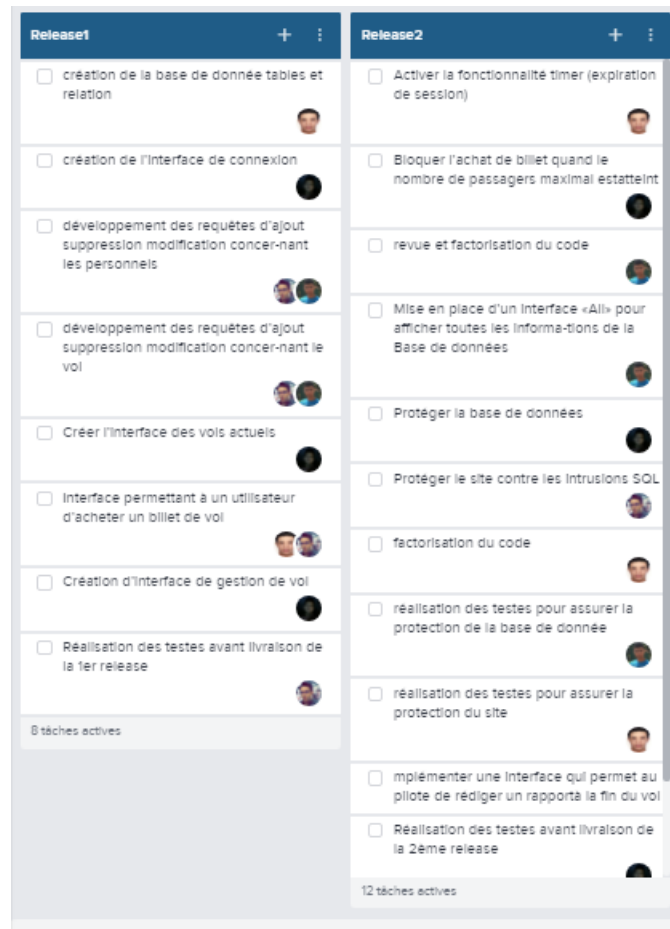 Release1
création de la base de donnée tables et
relation
création de l'interface de connexion
développement des requêtes d'ajout
suppression modification concer-nant
les personnels
développement des requêtes d'ajout
suppression modification concer-nant le
vol
Créer l'interface des vols actuels
Interface permettant à un utilisateur
d'acheter un billet de vol
Création d'interface de gestion de vol
Réalisation des testes avant livraison de
la 1er release
8 tâches actives
Release2
Activer la fonctionnalité timer (expiration
de session)
Bloquer l'achat de billet quand le
nombre de passagers maximal estatteint
revue et factorisation du code
Mise en place d'un interface «All» pour
afficher toutes les informa-tions de la
Base de données
Protéger la base de données
Protéger le site contre les intrusions SQL
factorisation du code
réalisation des testes pour assurer la
protection de la base de donnée
réalisation des testes pour assurer la
protection du site
mplémenter une interface qui permet au
pilote de rédiger un rapportà la fin du vol
Réalisation des testes avant livraison de
la 2ème release
12 tâches actives